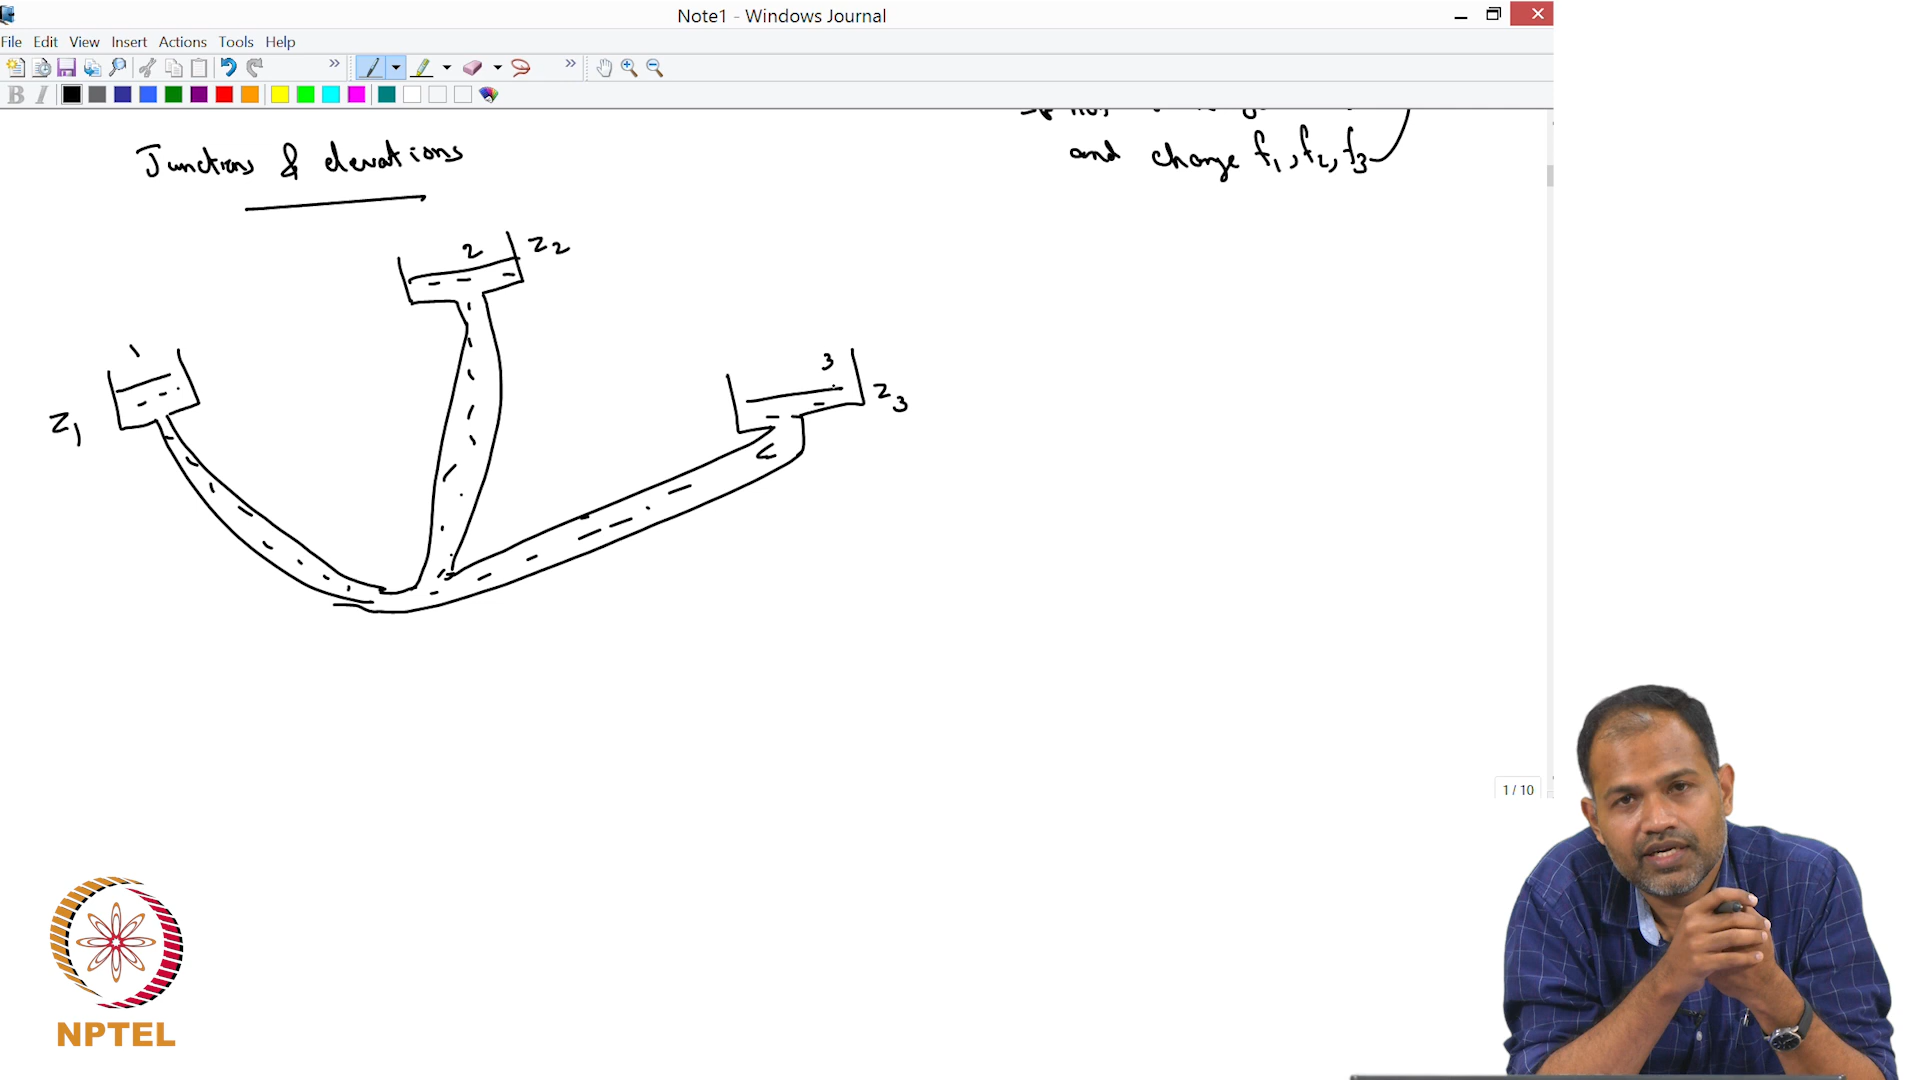 Note1 - Windows Journal
File Edit View Insert Actions Tools Help
B I
and change f1, f2, f3
Junctions & elevations
2 Z2
1
3
Z1
Z3
1 / 10
NPTEL